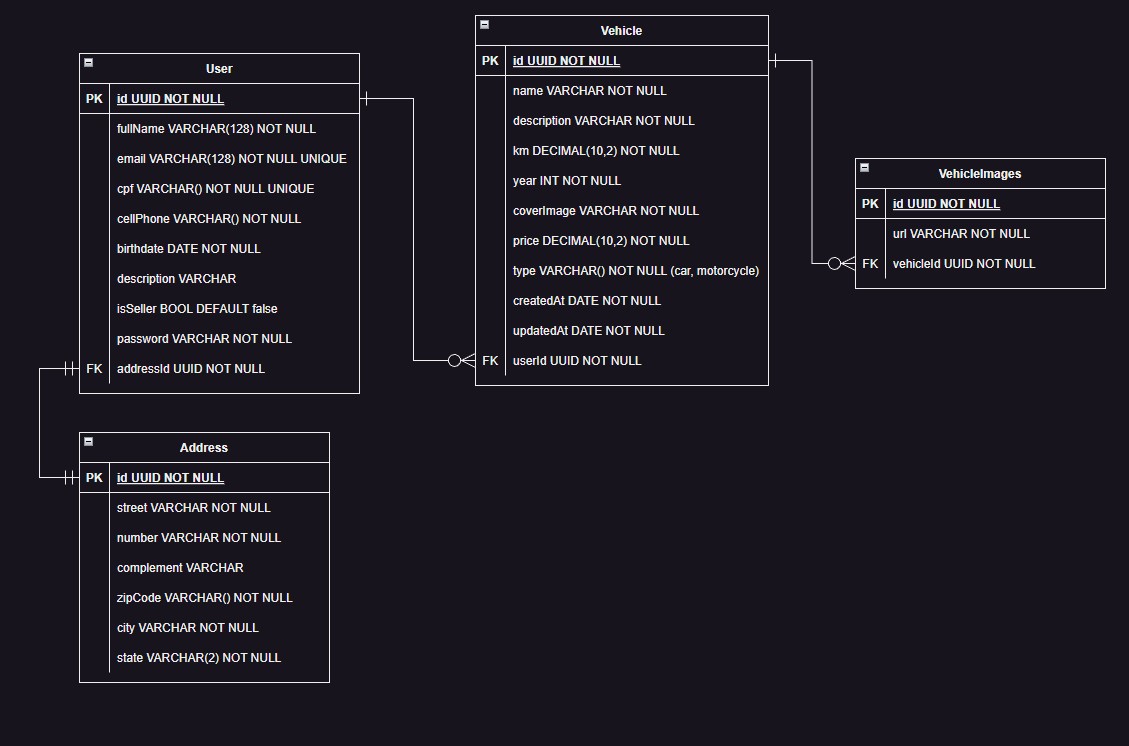 User
PK id UUID NOT NULL
fullName VARCHAR(128) NOT NULL
email VARCHAR(128) NOT NULL UNIQUE
cpf VARCHAR() NOT NULL UNIQUE
cellPhone VARCHAR() NOT NULL
birthdate DATE NOT NULL
description VARCHAR
isSeller BOOL DEFAULT false
password VARCHAR NOT NULL
FK addressId UUID NOT NULL
Address
PK id UUID NOT NULL
street VARCHAR NOT NULL
number VARCHAR NOT NULL
complement VARCHAR
zipCode VARCHAR() NOT NULL
city VARCHAR NOT NULL
state VARCHAR(2) NOT NULL
Vehicle
PK id UUID NOT NULL
name VARCHAR NOT NULL
description VARCHAR NOT NULL
km DECIMAL(10,2) NOT NULL
year INT NOT NULL
coverImage VARCHAR NOT NULL
price DECIMAL(10,2) NOT NULL
type VARCHAR() NOT NULL (car, motorcycle)
createdAt DATE NOT NULL
updatedAt DATE NOT NULL
FK userId UUID NOT NULL
VehicleImages
PK id UUID NOT NULL
url VARCHAR NOT NULL
FK vehicleId UUID NOT NULL